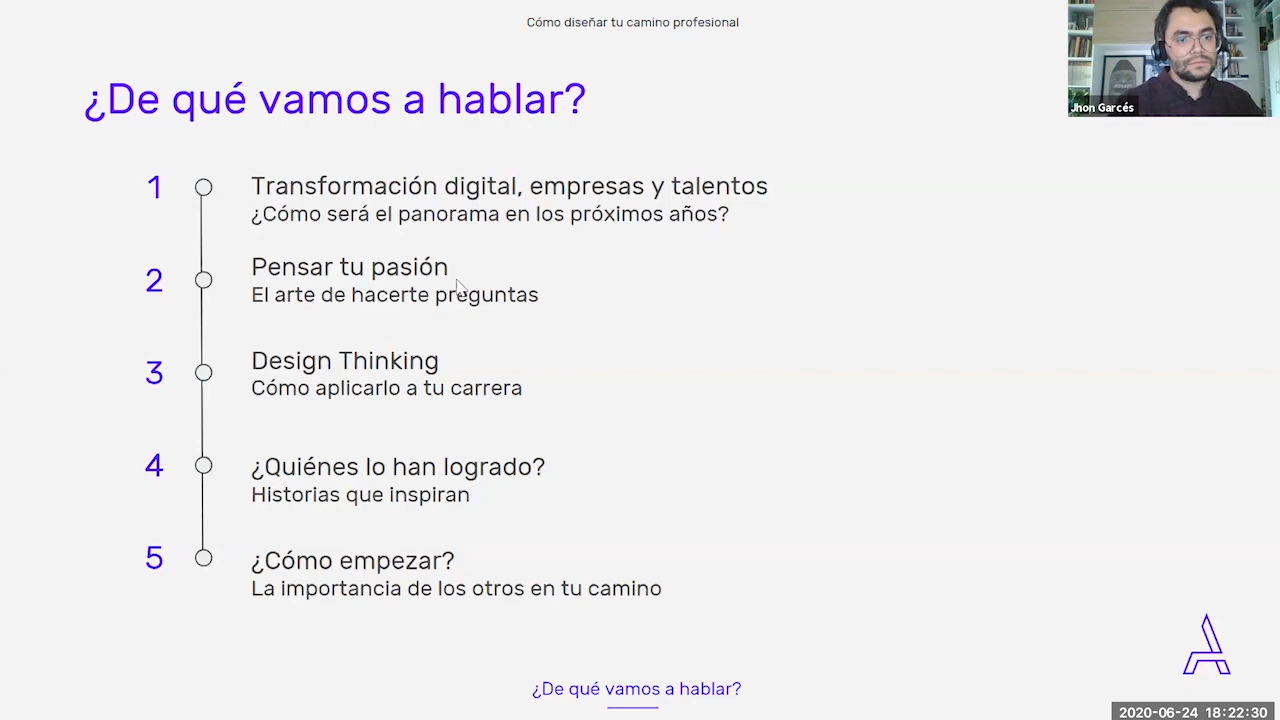 Cómo diseñar tu camino profesional
¿De qué vamos a hablar?
Jhon Garcés
1
Transformación digital, empresas y talentos
¿Cómo será el panorama en los próximos años?
2
Pensar tu pasión
El arte de hacerte preguntas
3
Design Thinking
Cómo aplicarlo a tu carrera
4
¿Quiénes lo han logrado?
Historias que inspiran
5
¿Cómo empezar?
La importancia de los otros en tu camino
¿De qué vamos a hablar?
2020-06-24 18:22:30